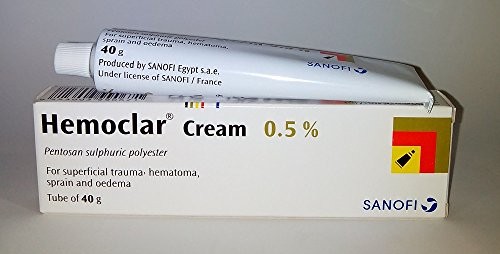 For superficial trauma, hematoma,
sprain and oedema
40 g
Produced by SANOFI Egypt s.a.e.
Under license of SANOFI / France
SANOFI
Hemoclar® Cream 0.5 %
Pentosan sulphuric polyester
For superficial trauma· hematoma,
sprain and oedema
Tube of 40 g
SANOFI